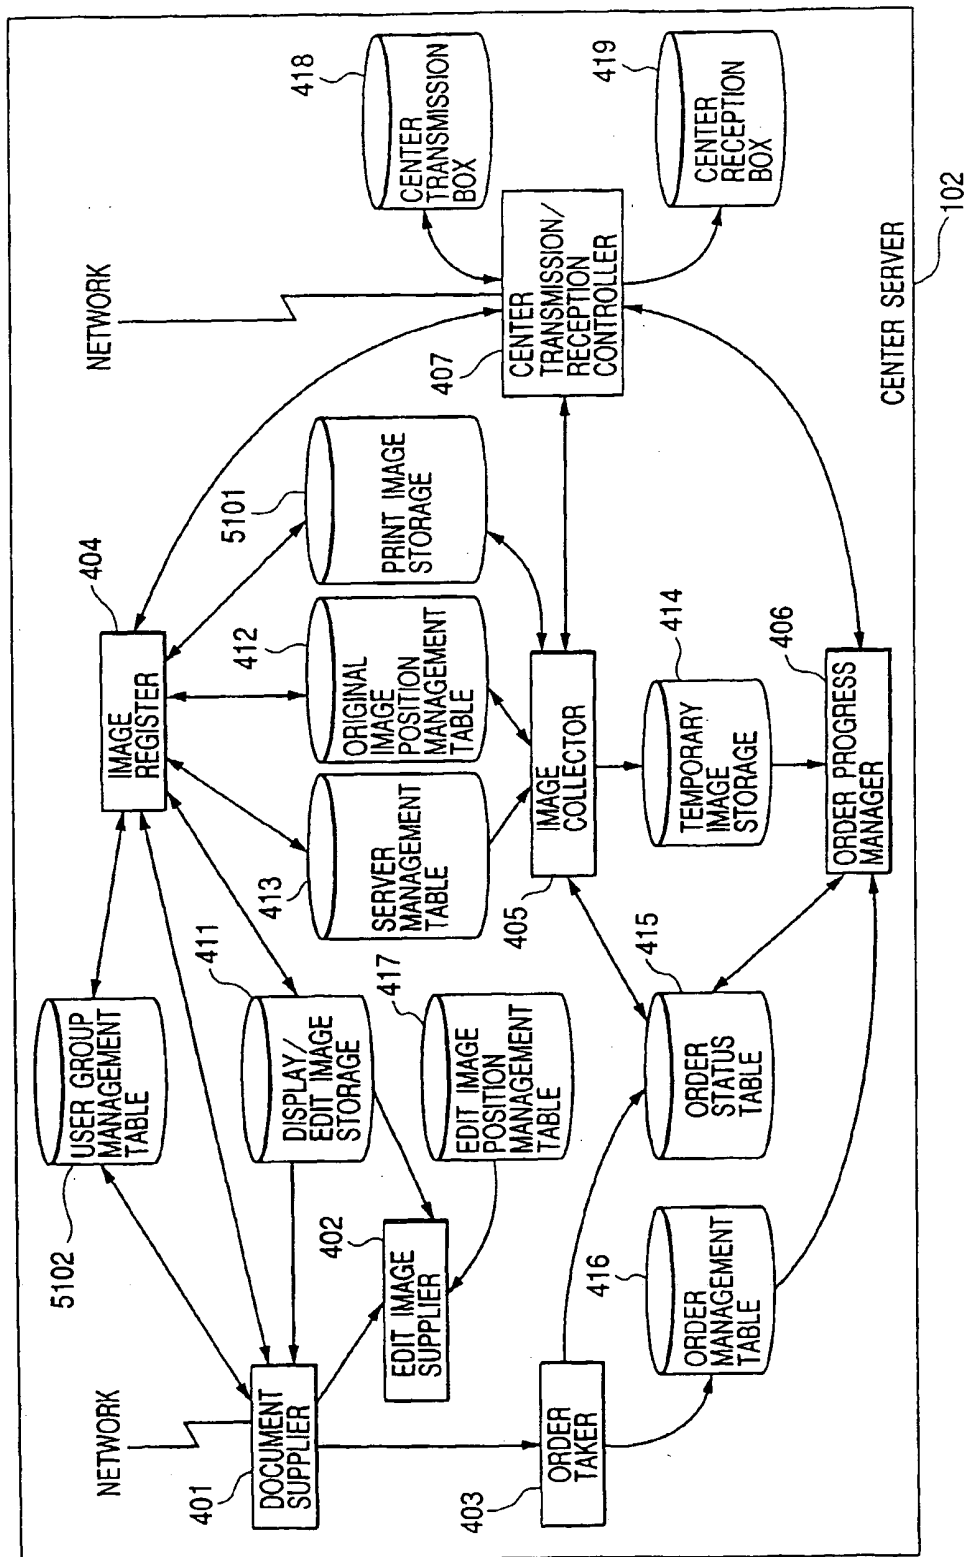 NETWORK
401
DOCUMENT
SUPPLIER
5102
USER GROUP
MANAGEMENT
TABLE
404
IMAGE
REGISTER
411
DISPLAY/
EDIT IMAGE
STORAGE
402
EDIT IMAGE
SUPPLIER
417
EDIT IMAGE
POSITION
MANAGEMENT
TABLE
413
SERVER
MANAGEMENT
TABLE
412
ORIGINAL
IMAGE
POSITION
MANAGEMENT
TABLE
5101
PRINT IMAGE
STORAGE
NETWORK
407
CENTER
TRANSMISSION/
RECEPTION
CONTROLLER
418
CENTER
TRANSMISSION
BOX
419
CENTER
RECEPTION
BOX
403
ORDER
TAKER
416
ORDER
MANAGEMENT
TABLE
415
ORDER
STATUS
TABLE
405
IMAGE
COLLECTOR
414
TEMPORARY
IMAGE
STORAGE
406
ORDER PROGRESS
MANAGER
CENTER SERVER
102